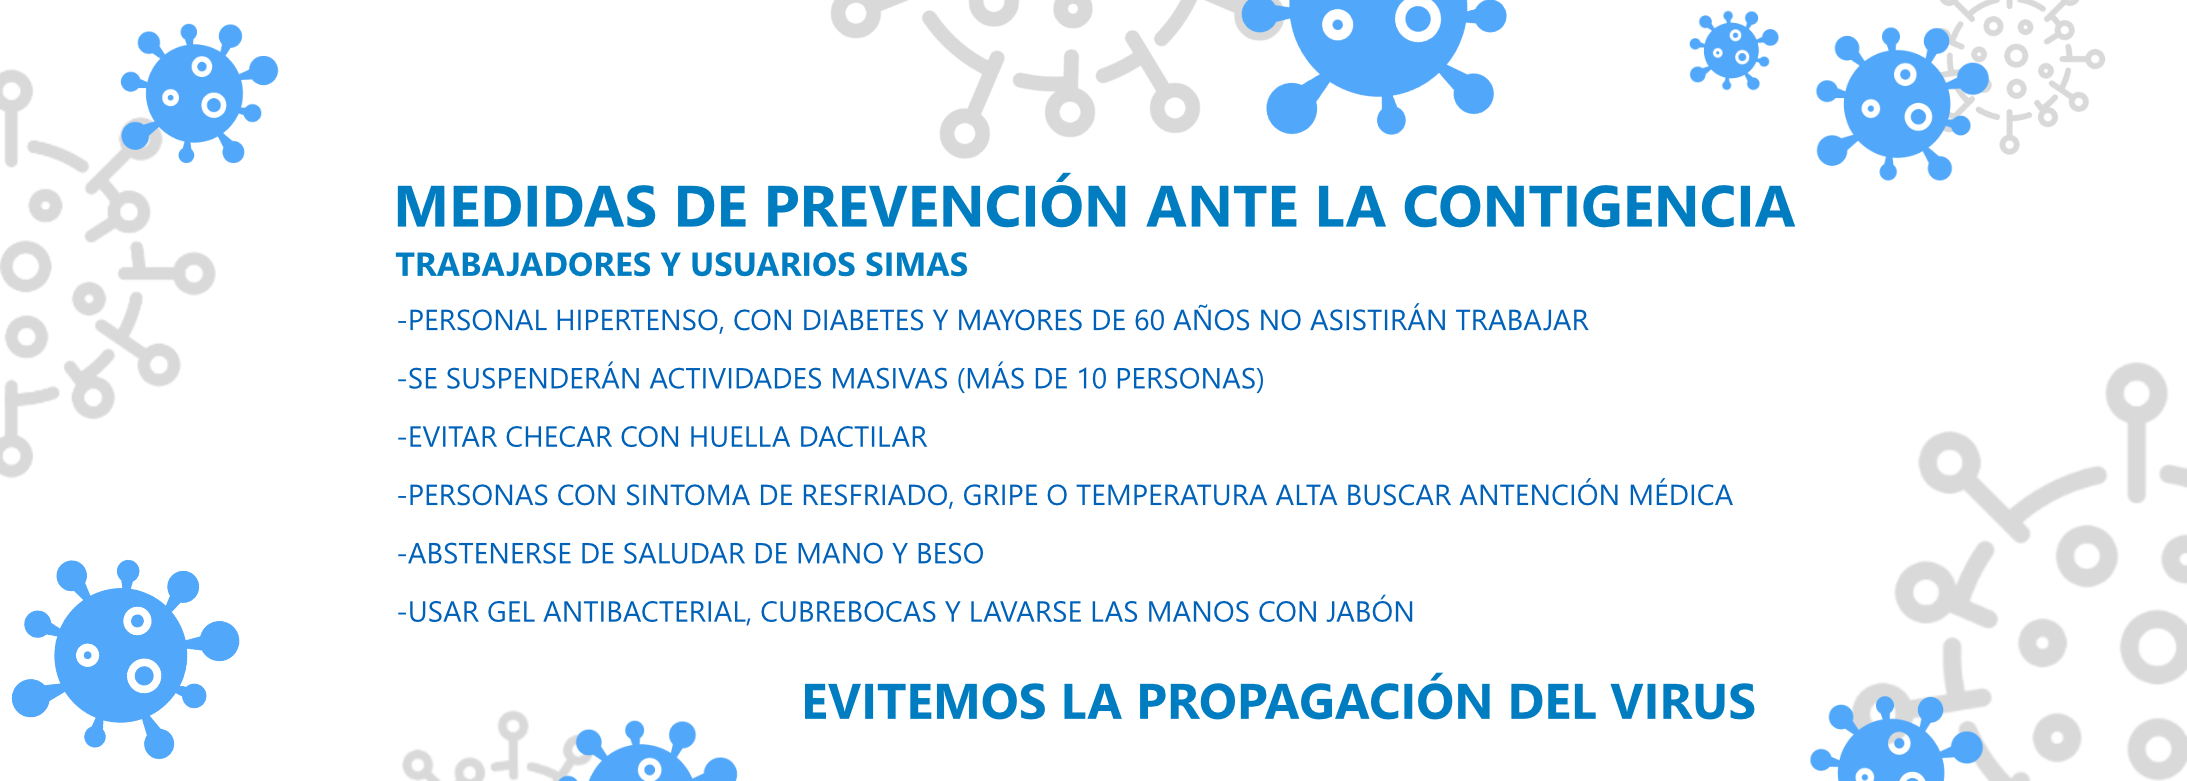 MEDIDAS DE PREVENCIÓN ANTE LA CONTIGENCIA
TRABAJADORES Y USUARIOS SIMAS
-PERSONAL HIPERTENSO, CON DIABETES Y MAYORES DE 60 AÑOS NO ASISTIRÁN TRABAJAR
-SE SUSPENDERÁN ACTIVIDADES MASIVAS (MÁS DE 10 PERSONAS)
-EVITAR CHECAR CON HUELLA DACTILAR
-PERSONAS CON SINTOMA DE RESFRIADO, GRIPE O TEMPERATURA ALTA BUSCAR ANTENCIÓN MÉDICA
-ABSTENERSE DE SALUDAR DE MANO Y BESO
-USAR GEL ANTIBACTERIAL, CUBREBOCAS Y LAVARSE LAS MANOS CON JABÓN
EVITEMOS LA PROPAGACIÓN DEL VIRUS